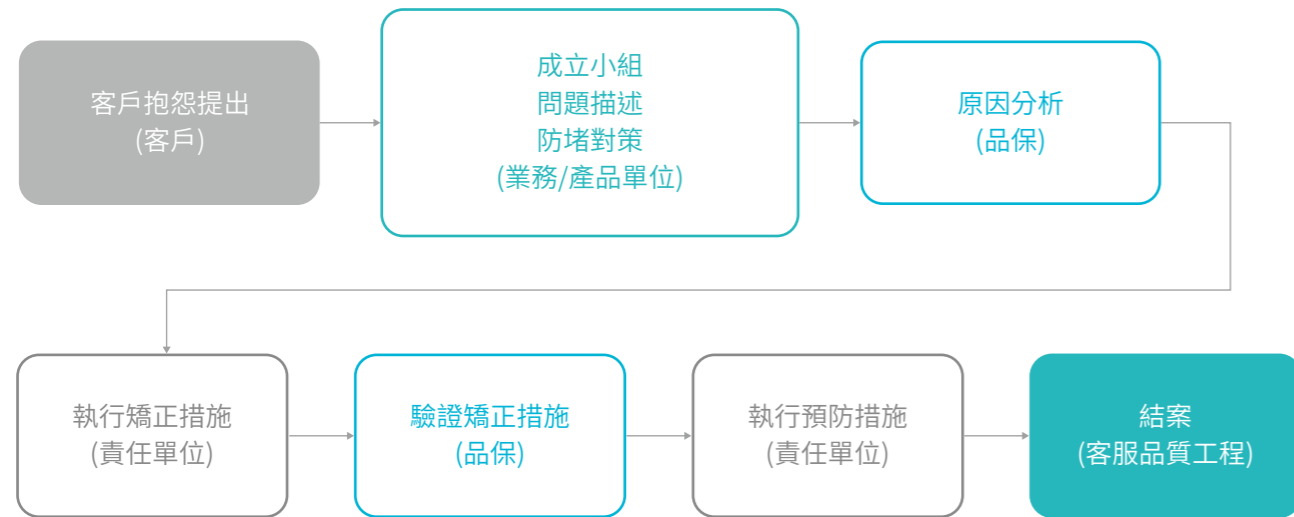 客戶抱怨提出
(客戶)
成立小組
問題描述
防堵對策
(業務/產品單位)
原因分析
(品保)
執行矯正措施
(責任單位)
驗證矯正措施
(品保)
執行預防措施
(責任單位)
結案
(客服品質工程)